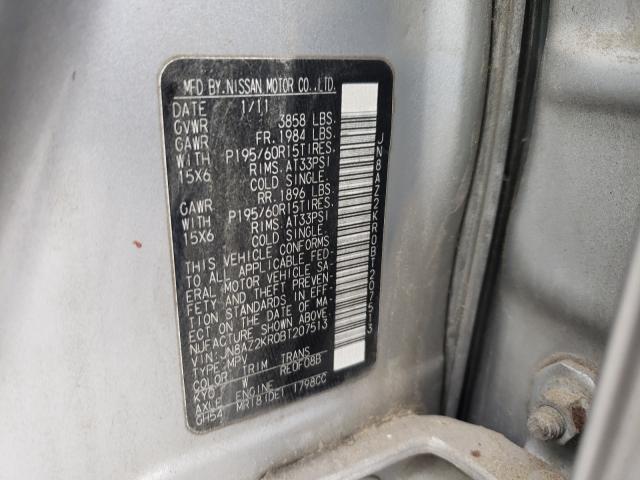 MFD BY.NISSAN MOTOR CO.,LTD.
DATE 1/11
GVWR 3858 LBS.
GAWR FR.1984 LBS.
WITH P195/60R15TIRES.
15X6 RIMS.AT33PSI
COLD SINGLE.
GAWR RR.1896 LBS.
WITH P195/60R15TIRES.
15X6 RIMS.AT33PSI
COLD SINGLE.
THIS VEHICLE CONFORMS
TO ALL APPLICABLE FED-
ERAL MOTOR VEHICLE SA-
FETY AND THEFT PREVEN-
TION STANDARDS IN EFF-
ECT ON THE DATE OF MA-
NUFACTURE SHOWN ABOVE.
VIN:JN8AZ2KR0BT207513
TYPE:MPV
COLOR TRIM TRANS
KY0 W RE0F08B
AXLE ENGINE
GH54 MR18(DE) 1798CC
JN8AZ2KR0BT207513